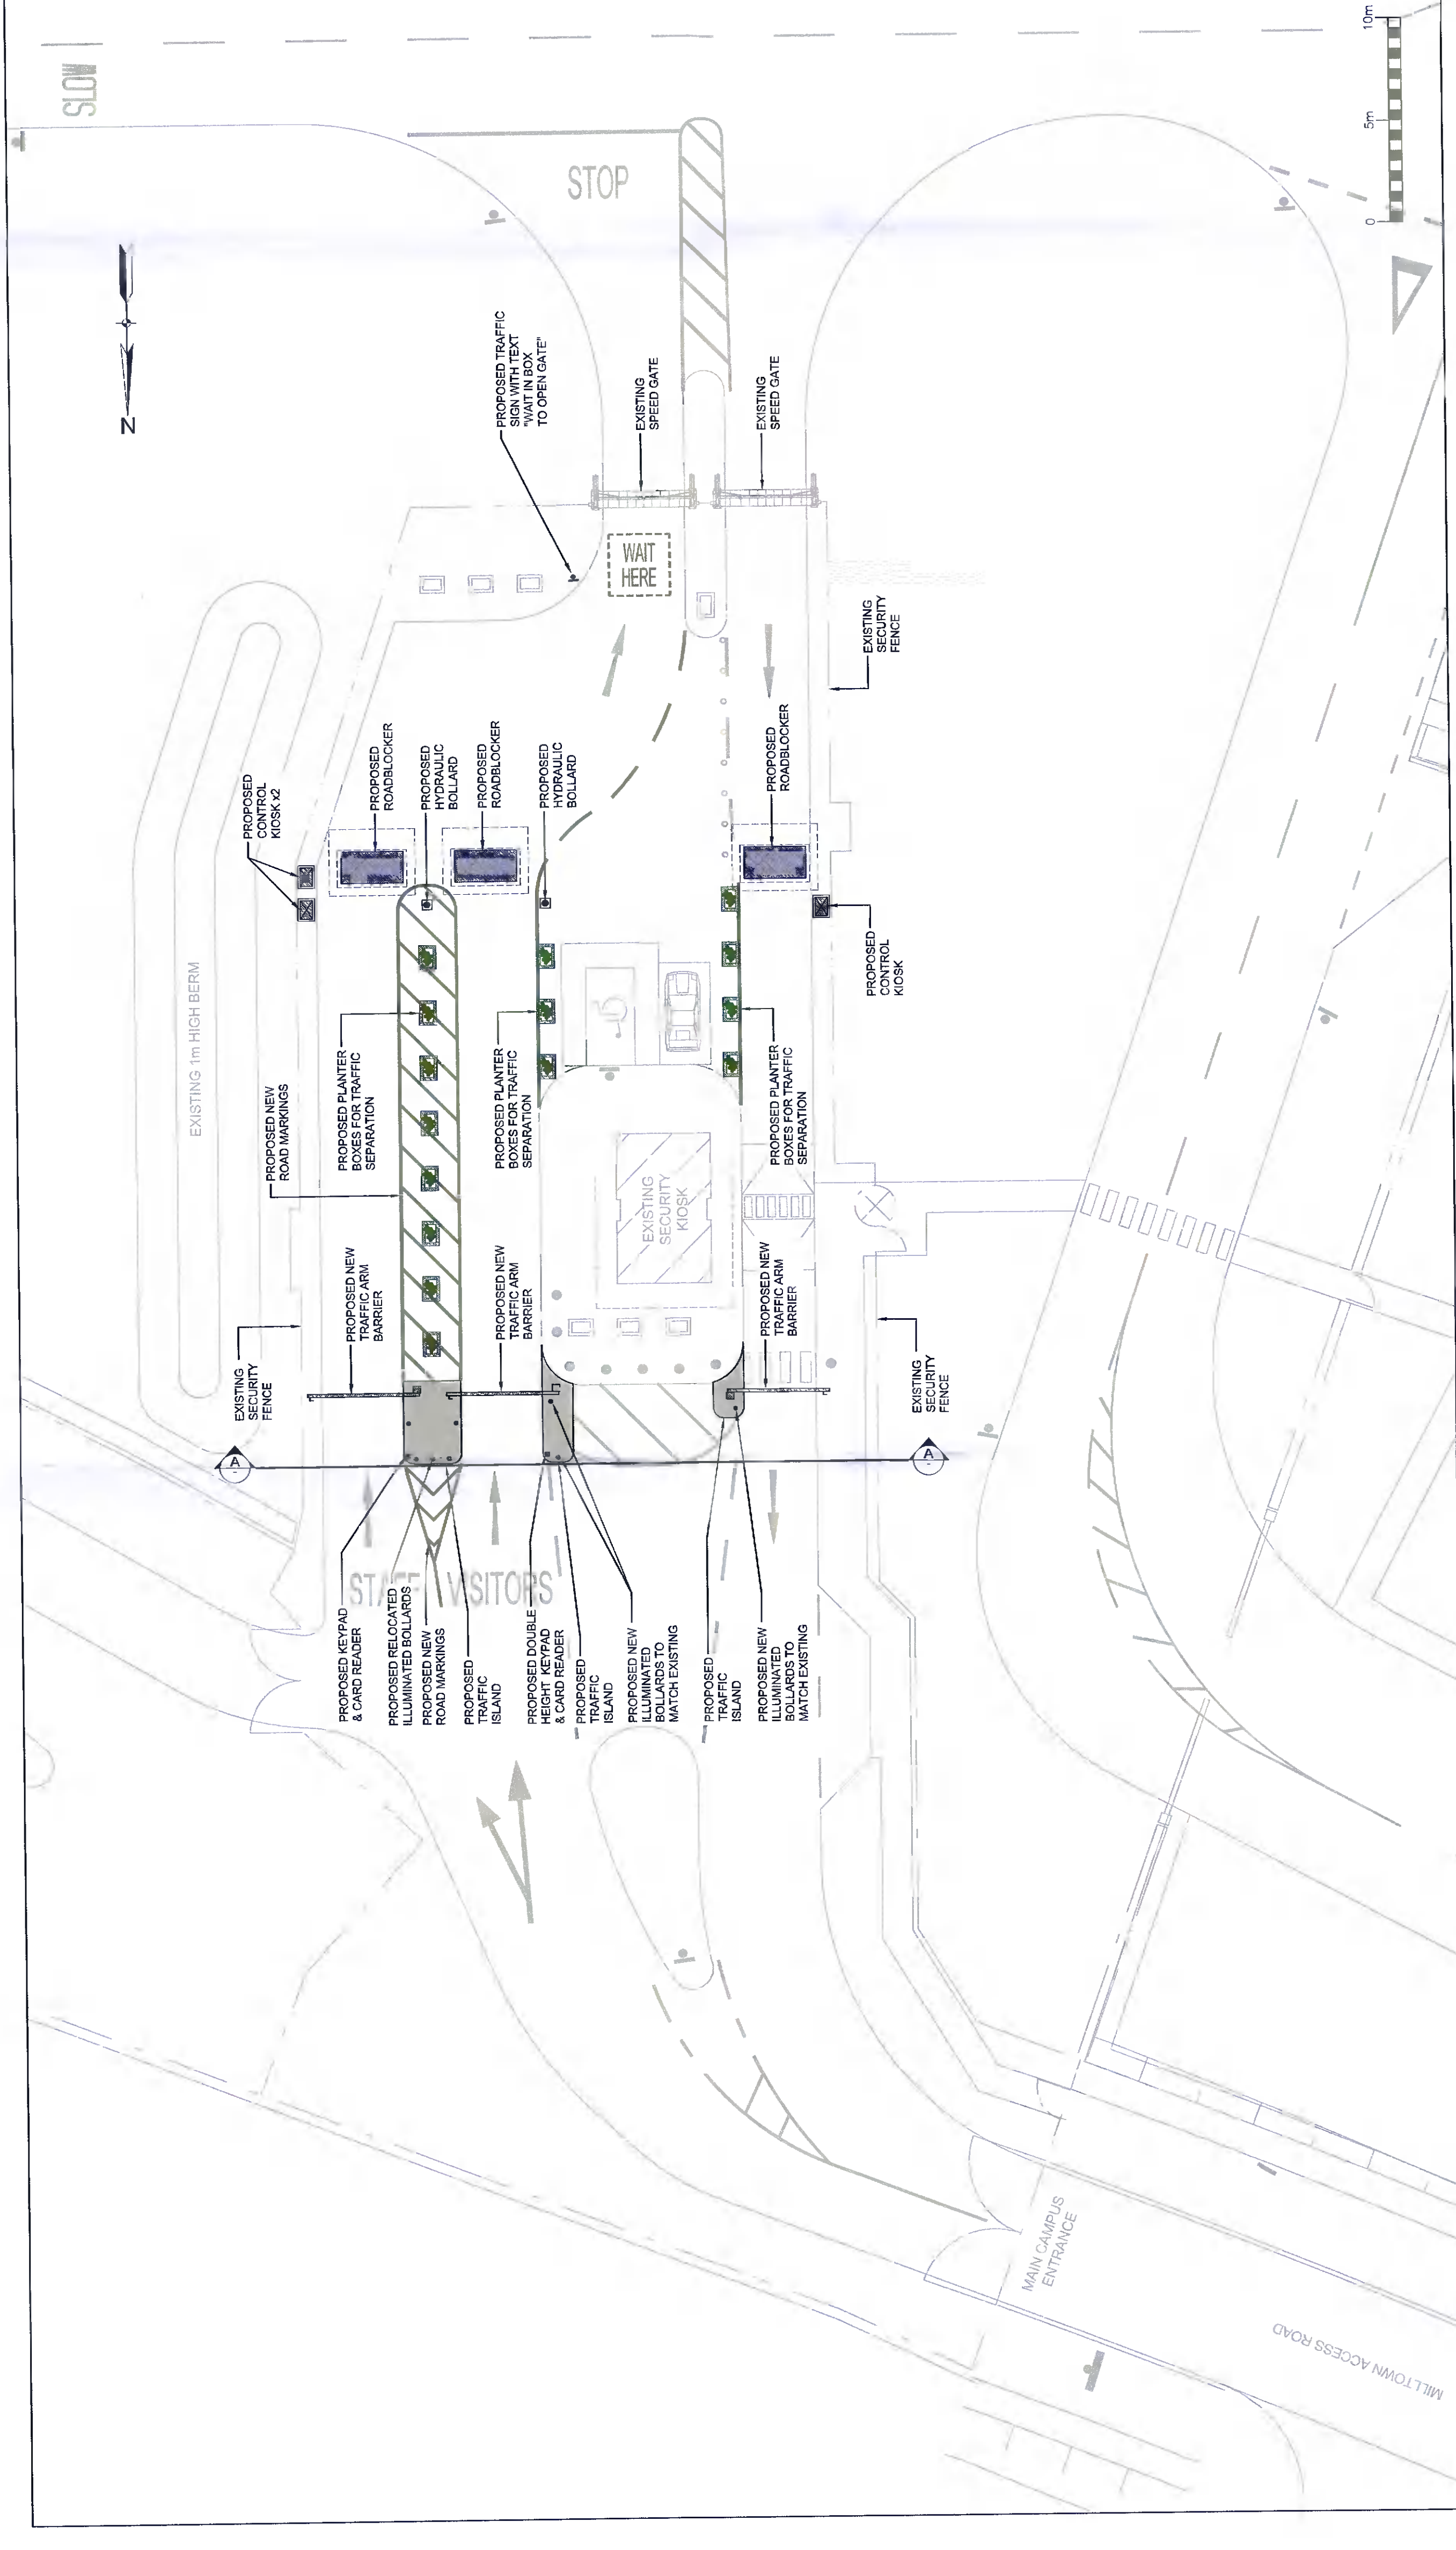 SLOW
10m
5m
0
STOP
N
PROPOSED TRAFFIC
SIGN WITH TEXT
"WAIT IN BOX
TO OPEN GATE"
EXISTING
SPEED GATE
EXISTING
SPEED GATE
WAIT
HERE
EXISTING
SECURITY
FENCE
PROPOSED
CONTROL
KIOSK x2
PROPOSED
ROADBLOCKER
PROPOSED
HYDRAULIC
BOLLARD
PROPOSED
ROADBLOCKER
PROPOSED
HYDRAULIC
BOLLARD
PROPOSED
ROADBLOCKER
PROPOSED
CONTROL
KIOSK
EXISTING 1m HIGH BERM
PROPOSED NEW
ROAD MARKINGS
PROPOSED PLANTER
BOXES FOR TRAFFIC
SEPARATION
PROPOSED PLANTER
BOXES FOR TRAFFIC
SEPARATION
PROPOSED PLANTER
BOXES FOR TRAFFIC
SEPARATION
EXISTING
SECURITY
KIOSK
EXISTING
SECURITY
FENCE
PROPOSED NEW
TRAFFIC ARM
BARRIER
PROPOSED NEW
TRAFFIC ARM
BARRIER
PROPOSED NEW
TRAFFIC ARM
BARRIER
EXISTING
SECURITY
FENCE
A
-
A
-
STAFF
VISITORS
PROPOSED KEYPAD
& CARD READER
PROPOSED RELOCATED
ILLUMINATED BOLLARDS
PROPOSED NEW
ROAD MARKINGS
PROPOSED
TRAFFIC
ISLAND
PROPOSED DOUBLE
HEIGHT KEYPAD
& CARD READER
PROPOSED
TRAFFIC
ISLAND
PROPOSED NEW
ILLUMINATED
BOLLARDS TO
MATCH EXISTING
PROPOSED
TRAFFIC
ISLAND
PROPOSED NEW
ILLUMINATED
BOLLARDS TO
MATCH EXISTING
MAIN CAMPUS
ENTRANCE
MILLTOWN ACCESS ROAD